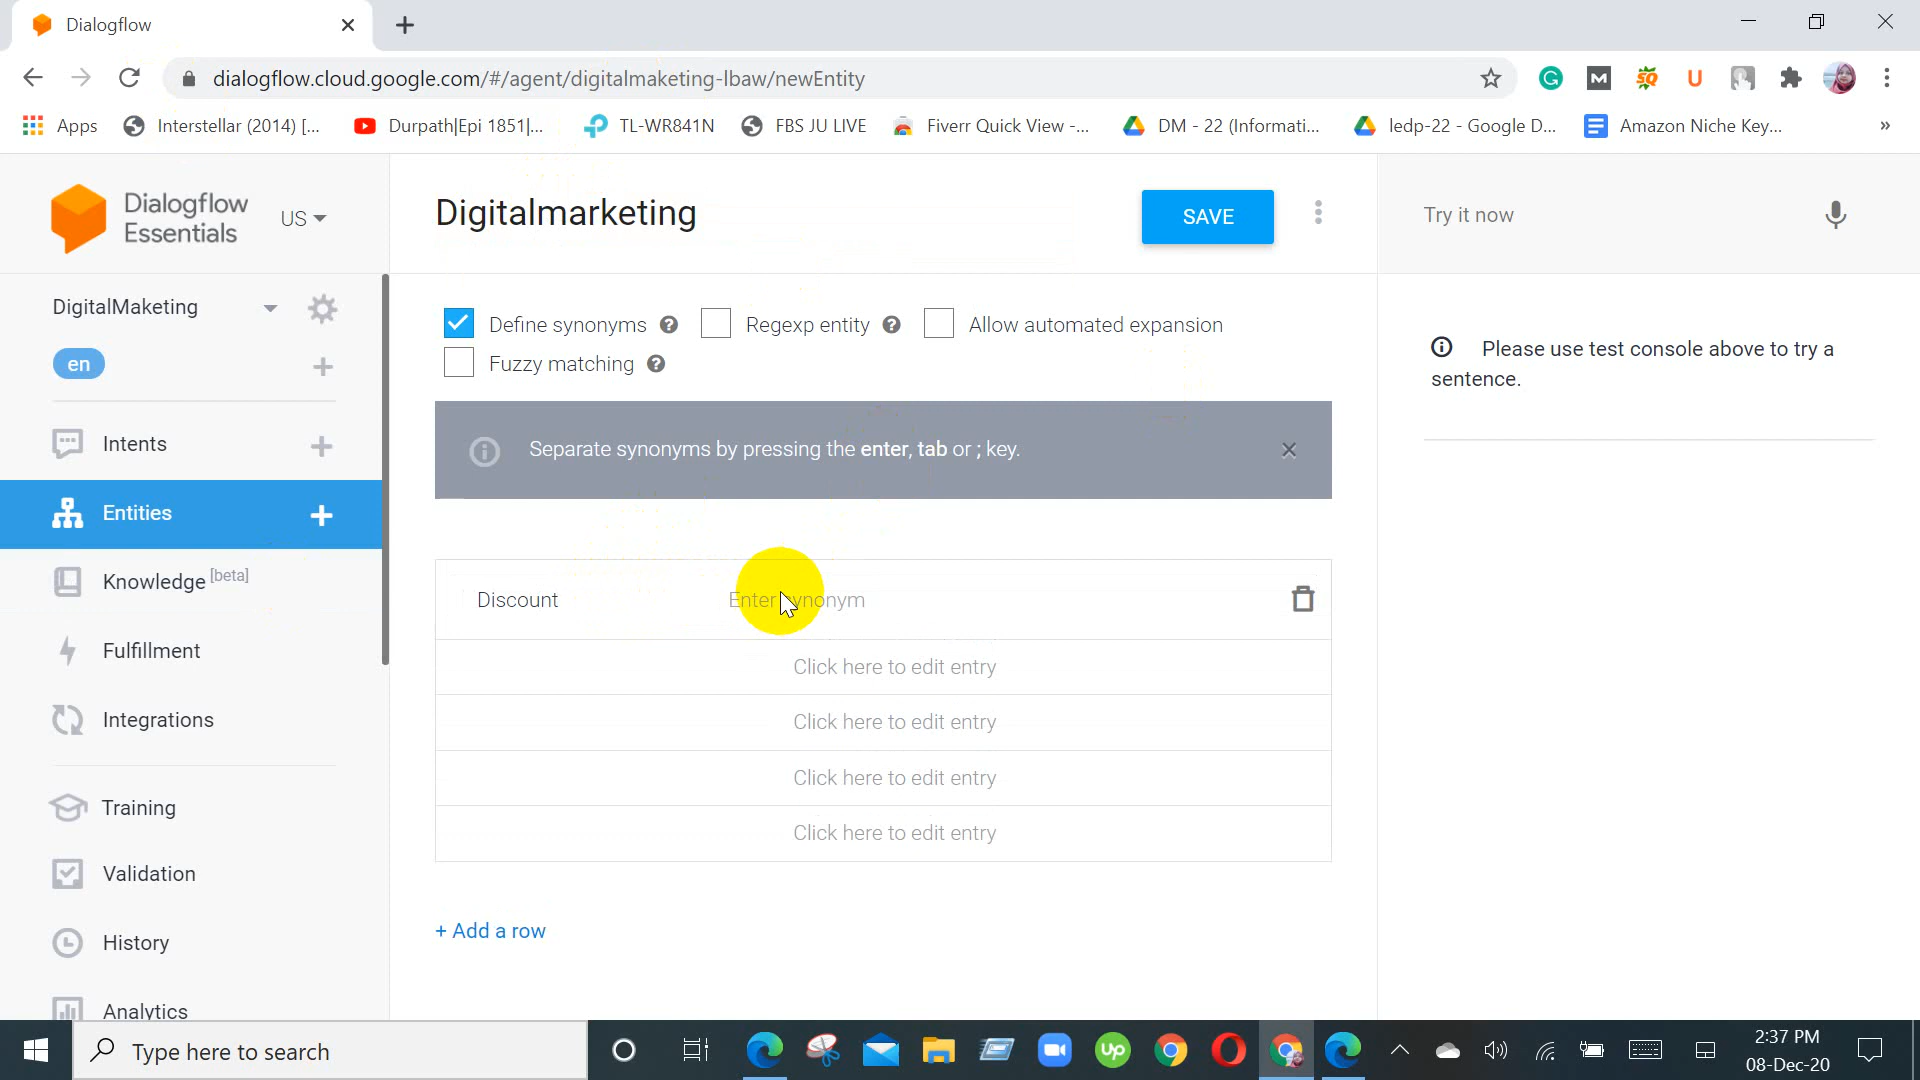 Dialogflow
dialogflow.cloud.google.com/#/agent/digitalmaketing-lbaw/newEntity
Apps
Interstellar (2014) [...
Durpath|Epi 1851|...
TL-WR841N
FBS JU LIVE
Fiverr Quick View -...
DM - 22 (Informati...
ledp-22 - Google D...
Amazon Niche Key...
»
Dialogflow
Essentials
US
Digitalmarketing
SAVE
Try it now
DigitalMaketing
en
Define synonyms
Regexp entity
Allow automated expansion
Fuzzy matching
Please use test console above to try a
sentence.
Separate synonyms by pressing the enter, tab or ; key.
Intents
Entities
Knowledge [beta]
Fulfillment
Integrations
Training
Validation
History
Analytics
Discount
Enter synonym
Click here to edit entry
Click here to edit entry
Click here to edit entry
Click here to edit entry
+ Add a row
Type here to search
Up
2:37 PM
08-Dec-20